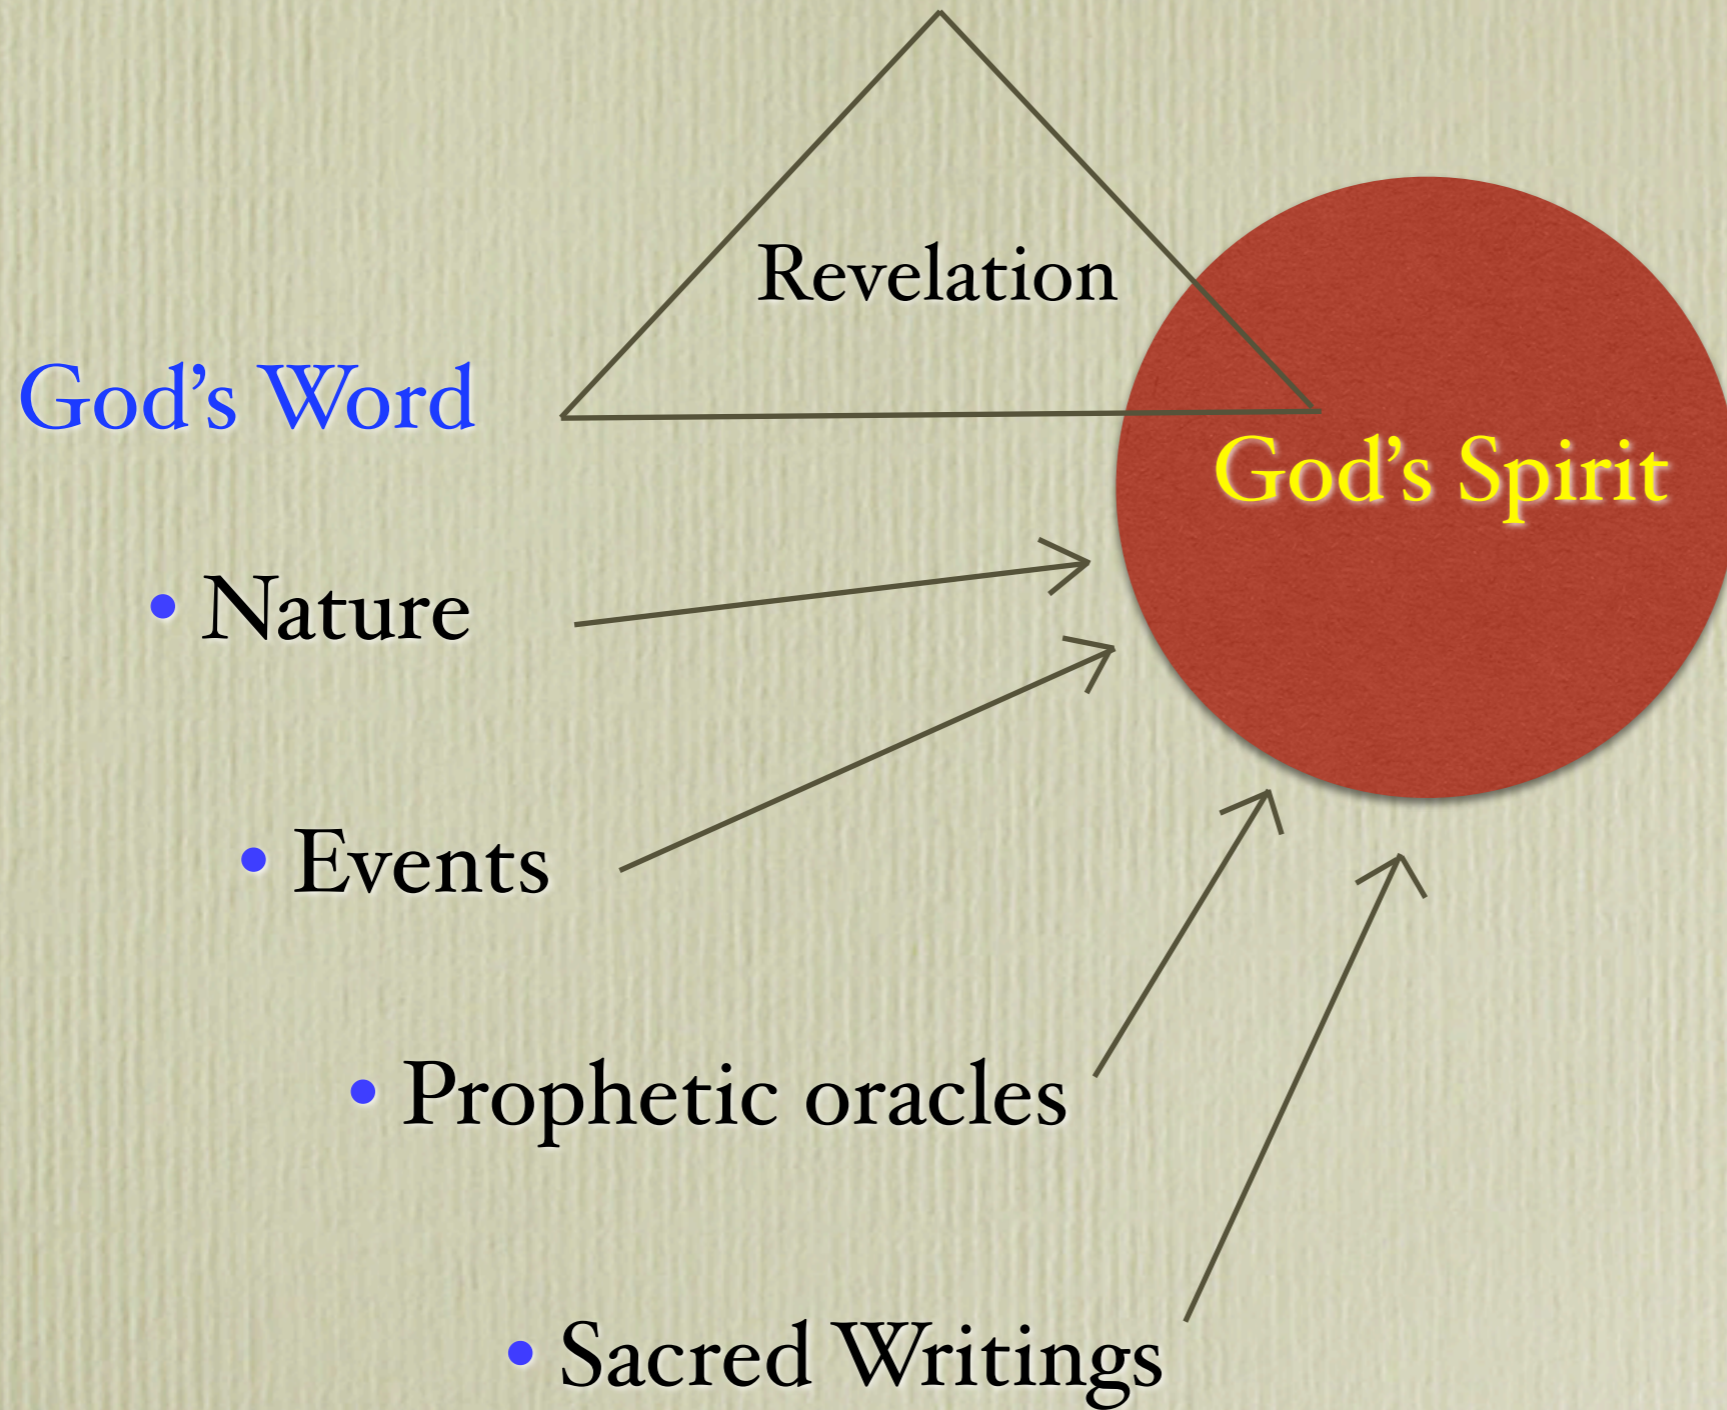 Revelation
God’s Word
God’s Spirit
• Nature
• Events
• Prophetic oracles
• Sacred Writings